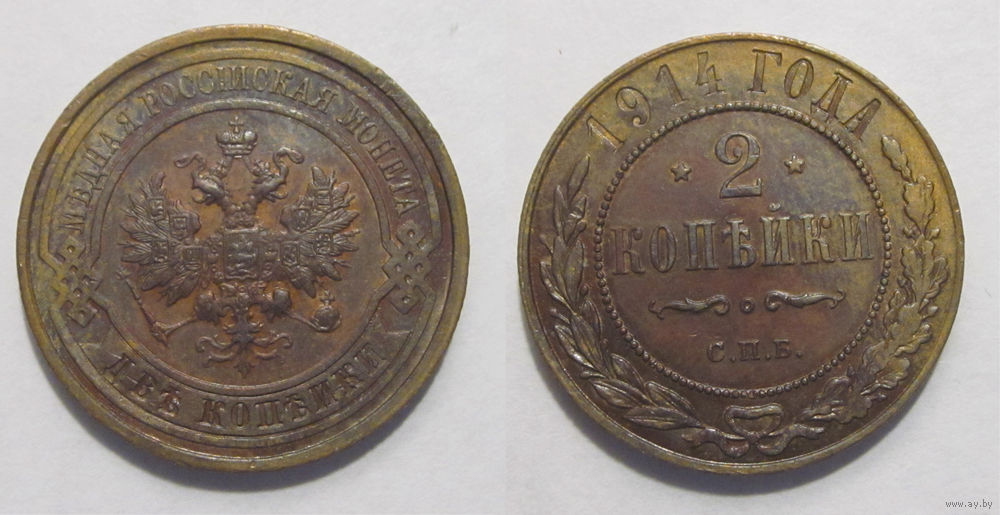 МѢДНАЯ РОССІЙСКАЯ МОНЕТА
ДВѢ КОПѢЙКИ
1914 ГОДА
2
КОПѢЙКИ
С.П.Б.
www.ay.by